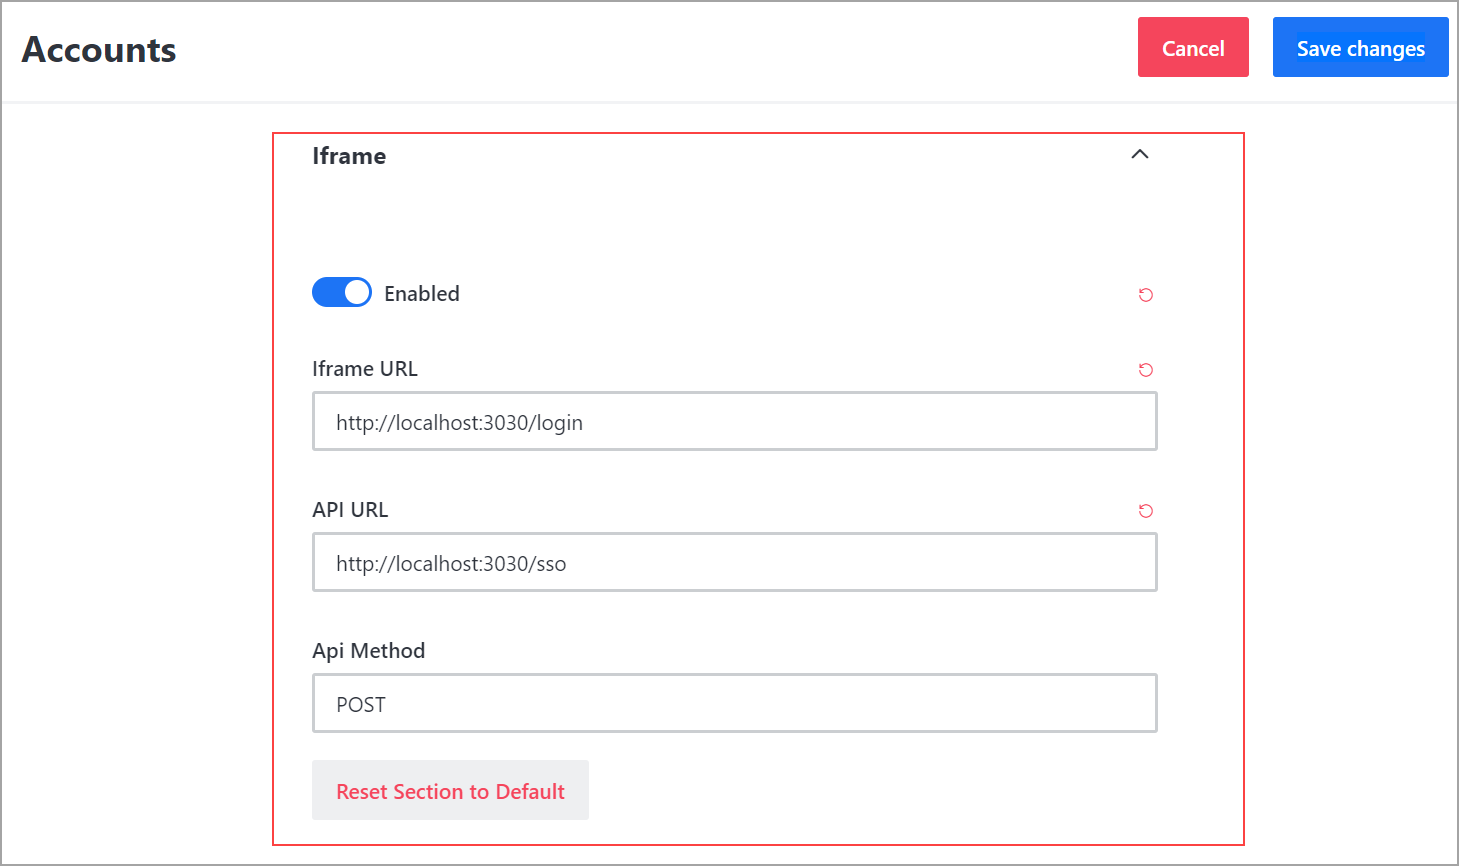 Accounts
Cancel
Save changes
Iframe
Enabled
Iframe URL
http://localhost:3030/login
API URL
http://localhost:3030/sso
Api Method
POST
Reset Section to Default